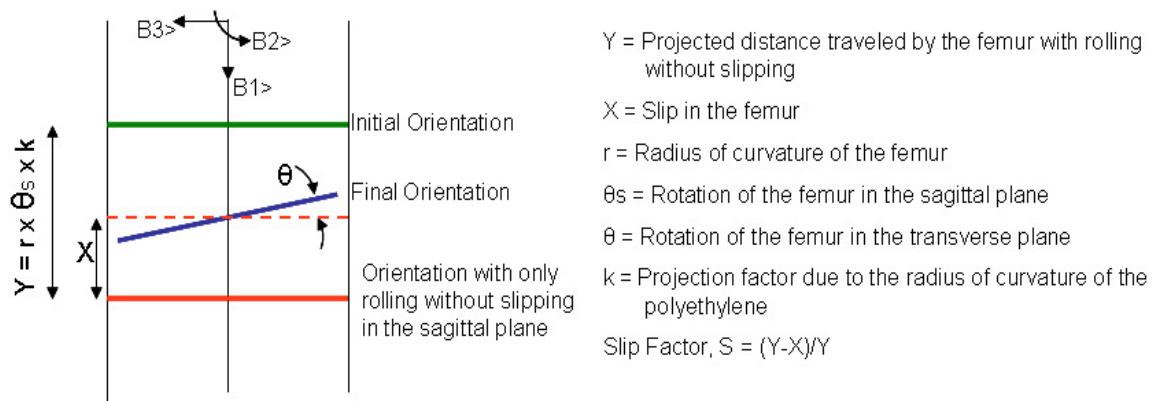 B3>
B2>
B1>
Initial Orientation
θ
Final Orientation
X
Y = r x θs x k
Orientation with only
rolling without slipping
in the sagittal plane
Y = Projected distance traveled by the femur with rolling
without slipping
X = Slip in the femur
r = Radius of curvature of the femur
θs = Rotation of the femur in the sagittal plane
θ = Rotation of the femur in the transverse plane
k = Projection factor due to the radius of curvature of the
polyethylene
Slip Factor, S = (Y-X)/Y